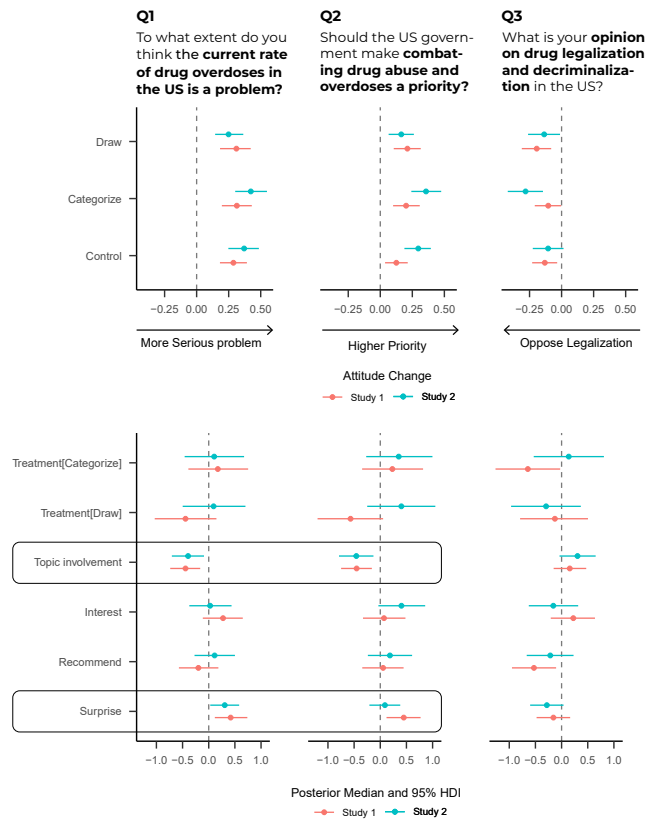 Q1
To what extent do you
think the current rate
of drug overdoses in
the US is a problem?
Q2
Should the US govern-
ment make combat-
ing drug abuse and
overdoses a priority?
Q3
What is your opinion
on drug legalization
and decriminaliza-
tion in the US?
Draw
Categorize
Control
−0.25 0.00 0.25 0.50
−0.25 0.00 0.25 0.50
−0.25 0.00 0.25 0.50
More Serious problem
Higher Priority
Oppose Legalization
Attitude Change
Study 1 Study 2
Treatment[Categorize]
Treatment[Draw]
Topic involvement
Interest
Recommend
Surprise
−1.0 −0.5 0.0 0.5 1.0
−1.0 −0.5 0.0 0.5 1.0
−1.0 −0.5 0.0 0.5 1.0
Posterior Median and 95% HDI
Study 1 Study 2